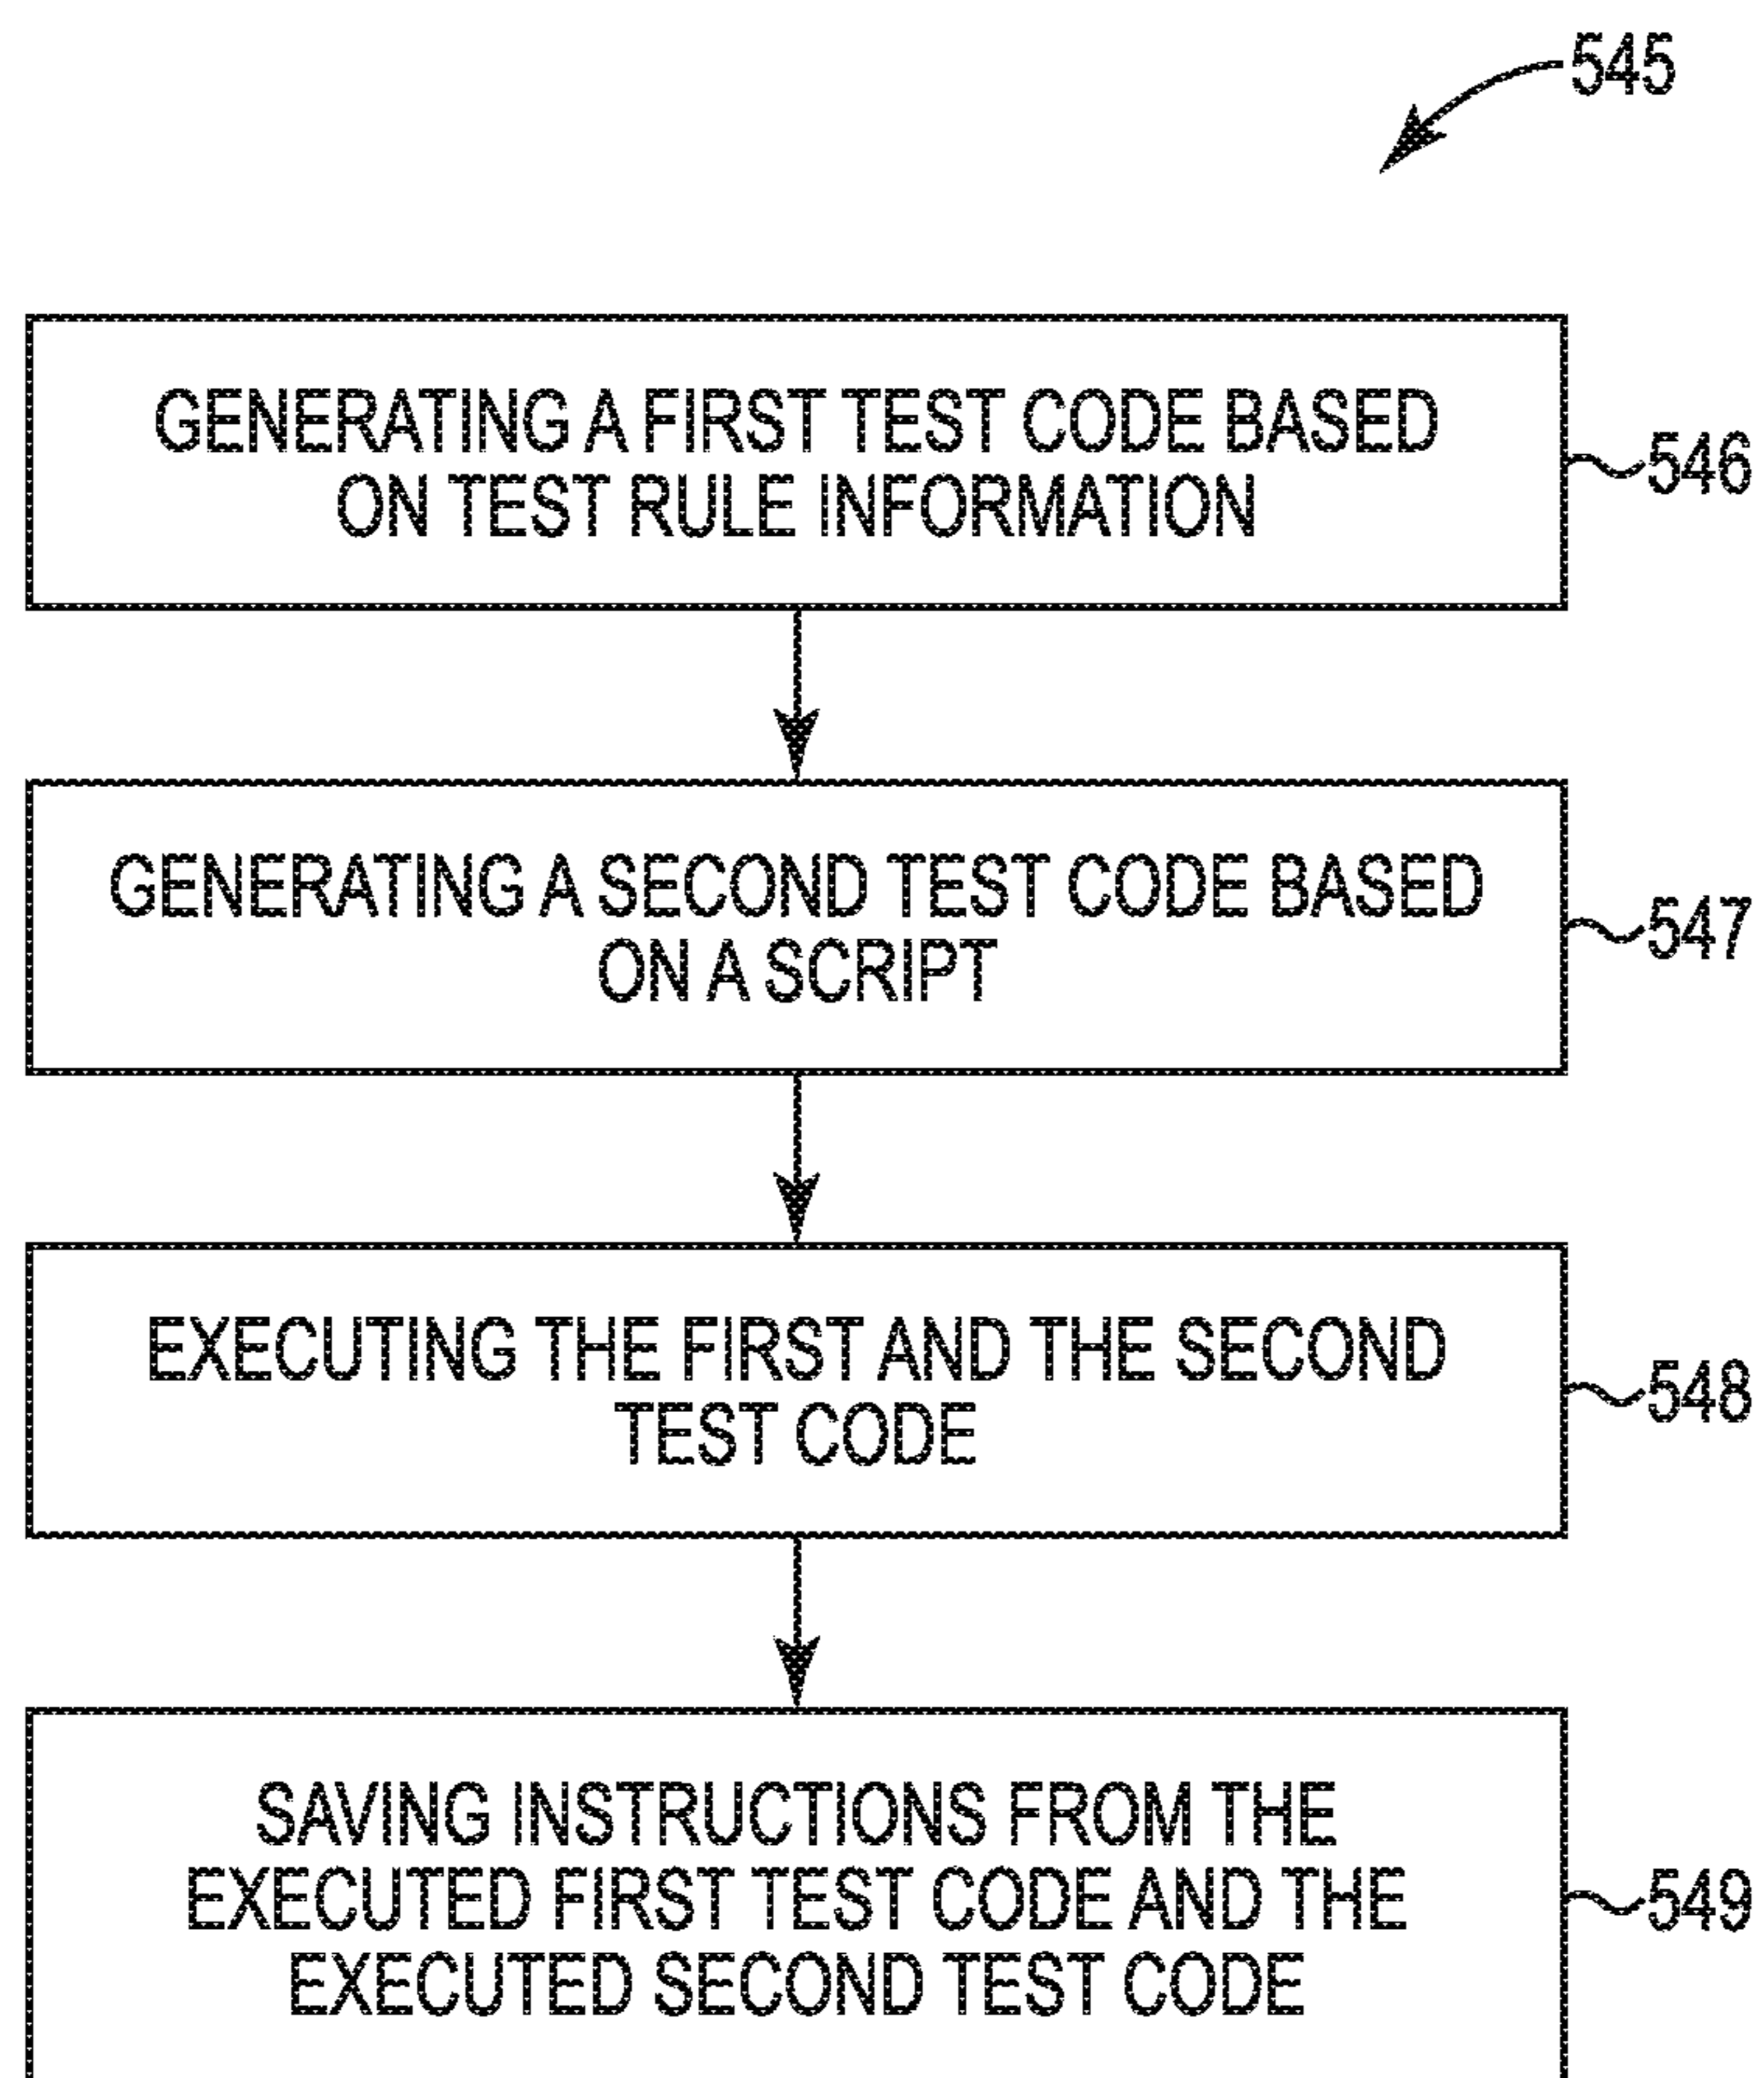 545
GENERATING A FIRST TEST CODE BASED
ON TEST RULE INFORMATION
546
GENERATING A SECOND TEST CODE BASED
ON A SCRIPT
547
EXECUTING THE FIRST AND THE SECOND
TEST CODE
548
SAVING INSTRUCTIONS FROM THE
EXECUTED FIRST TEST CODE AND THE
EXECUTED SECOND TEST CODE
549